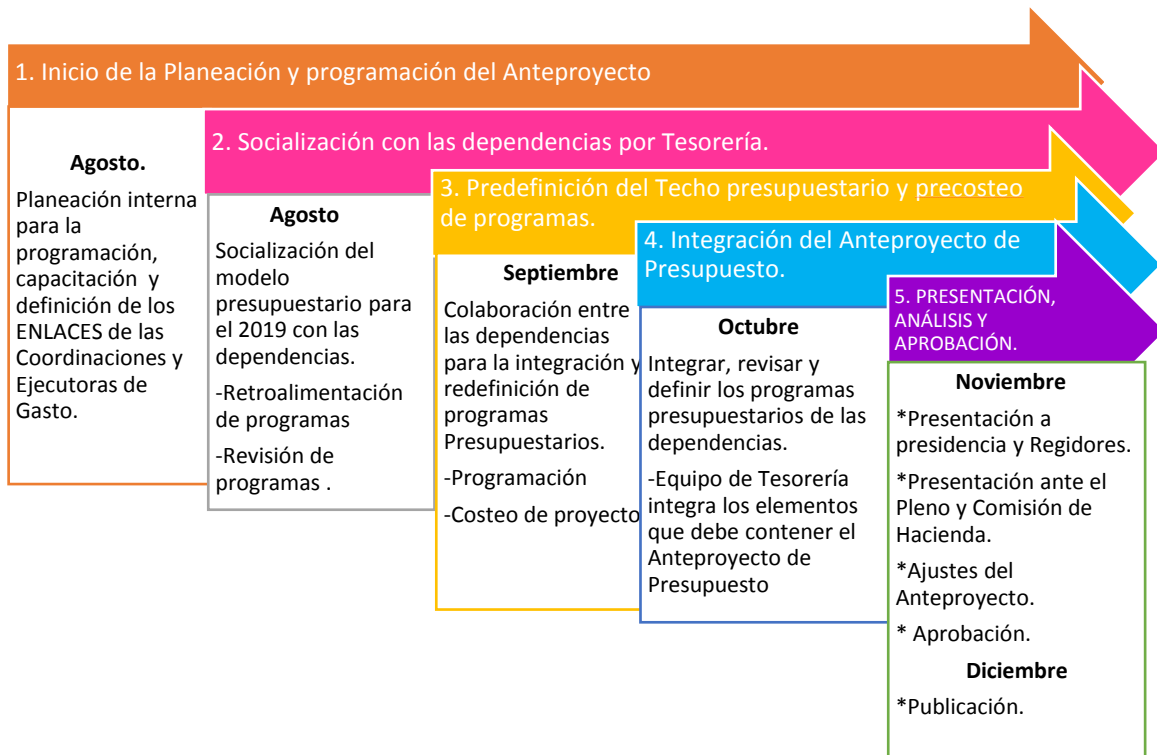 1. Inicio de la Planeación y programación del Anteproyecto
Agosto.
Planeación interna
para la
programación,
capacitación y
definición de los
ENLACES de las
Coordinaciones y
Ejecutoras de
Gasto.
2. Socialización con las dependencias por Tesorería.
Agosto
Socialización del
modelo
presupuestario para
el 2019 con las
dependencias.
-Retroalimentación
de programas
-Revisión de
programas .
3. Predefinición del Techo presupuestario y precosteo
de programas.
Septiembre
Colaboración entre
las dependencias
para la integración y
redefinición de
programas
Presupuestarios.
-Programación
-Costeo de proyecto
4. Integración del Anteproyecto de
Presupuesto.
Octubre
Integrar, revisar y
definir los programas
presupuestarios de las
dependencias.
-Equipo de Tesorería
integra los elementos
que debe contener el
Anteproyecto de
Presupuesto
5. PRESENTACIÓN,
ANÁLISIS Y
APROBACIÓN.
Noviembre
*Presentación a
presidencia y Regidores.
*Presentación ante el
Pleno y Comisión de
Hacienda.
*Ajustes del
Anteproyecto.
* Aprobación.
Diciembre
*Publicación.